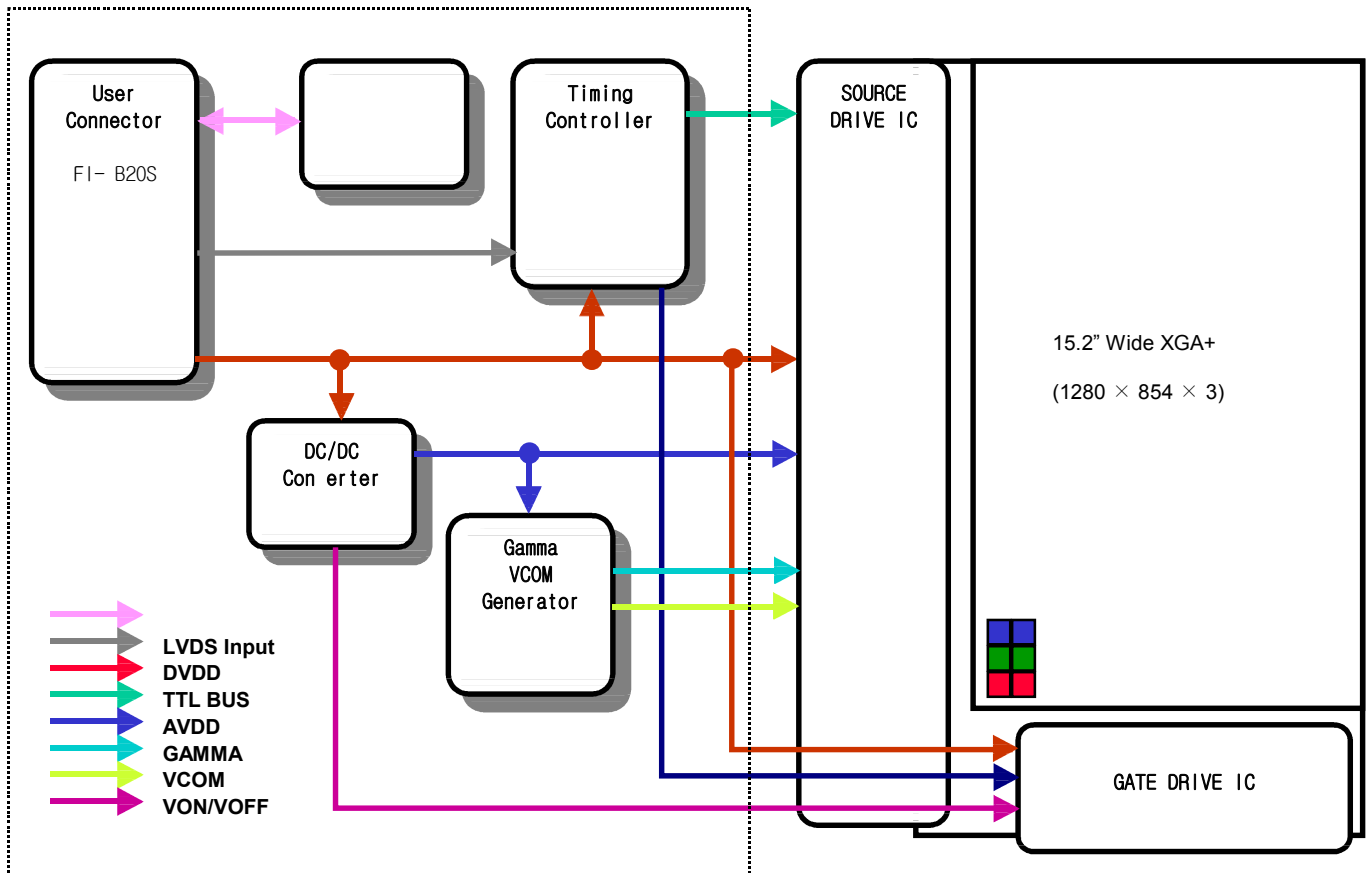 User
Connector
FI- B20S
Timing
Controller
SOURCE
DRIVE IC
15.2” Wide XGA+
(1280 × 854 × 3)
DC/DC
Con erter
Gamma
VCOM
Generator
LVDS Input
DVDD
TTL BUS
AVDD
GAMMA
VCOM
VON/VOFF
GATE DRIVE IC